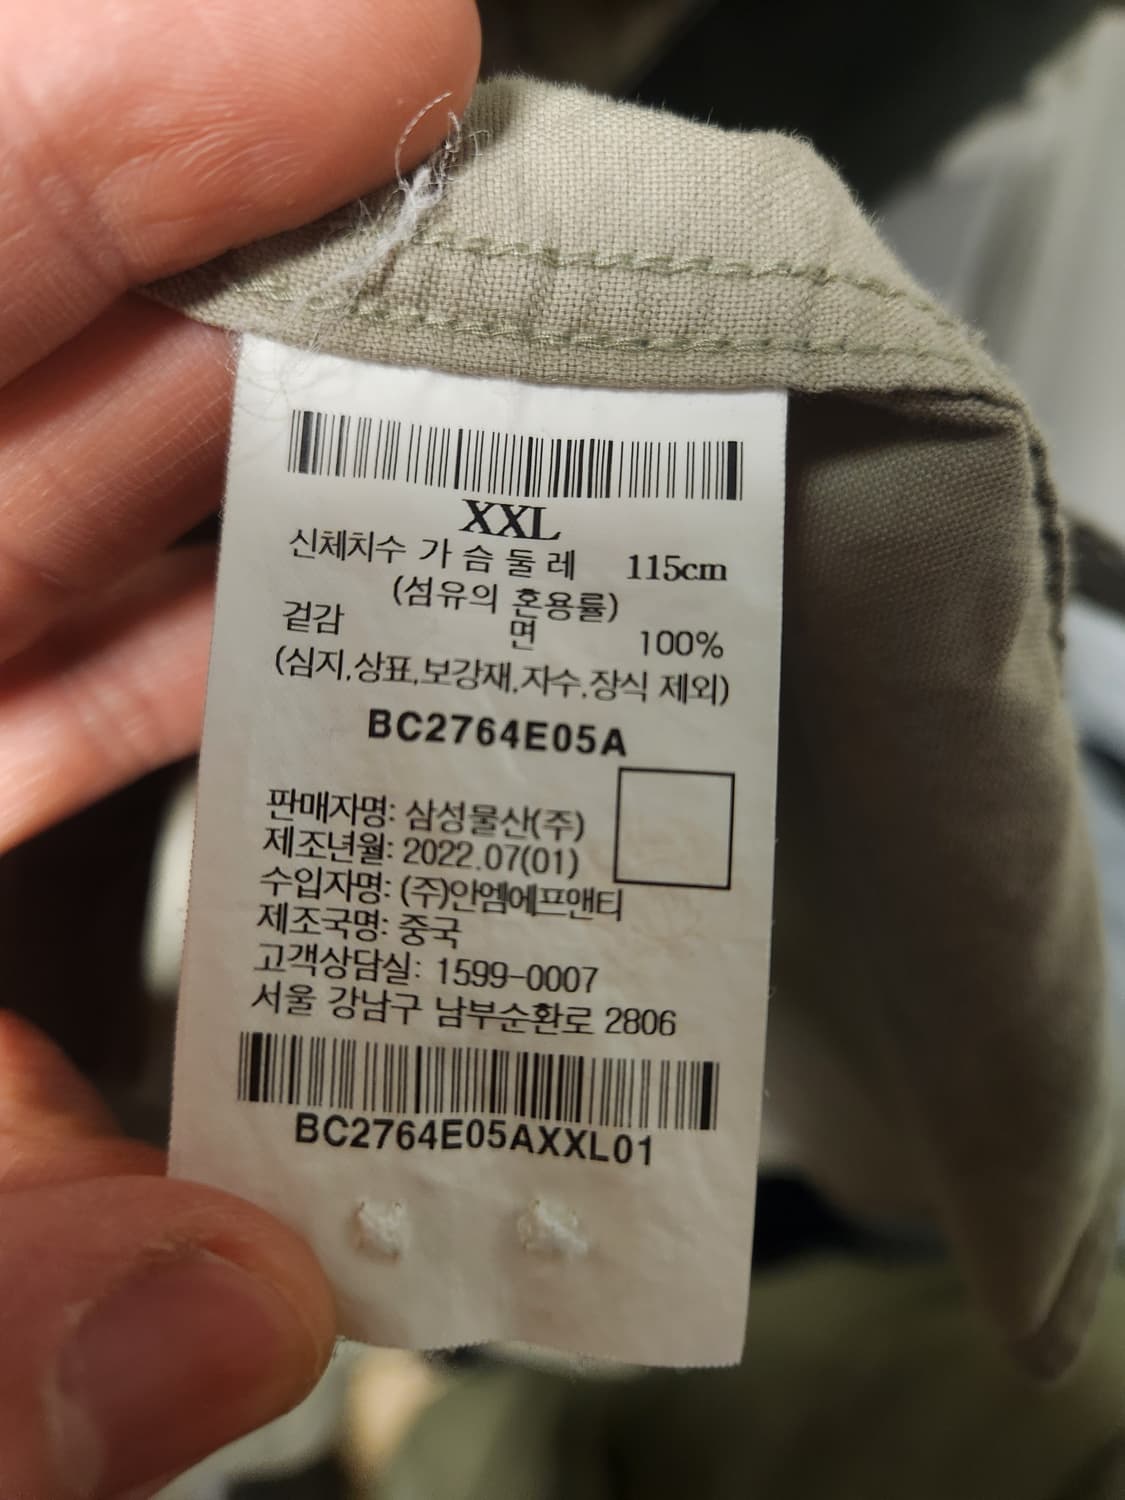 XXL
신체치수 가 슴 둘 레 115cm
(섬유의 혼용률)
겉감 면 100%
(심지,상표,보강재,자수,장식 제외)
BC2764E05A
판매자명: 삼성물산(주)
제조년월: 2022.07(01)
수입자명: (주)안엠에프앤티
제조국명: 중국
고객상담실: 1599-0007
서울 강남구 남부순환로 2806
BC2764E05AXXL01